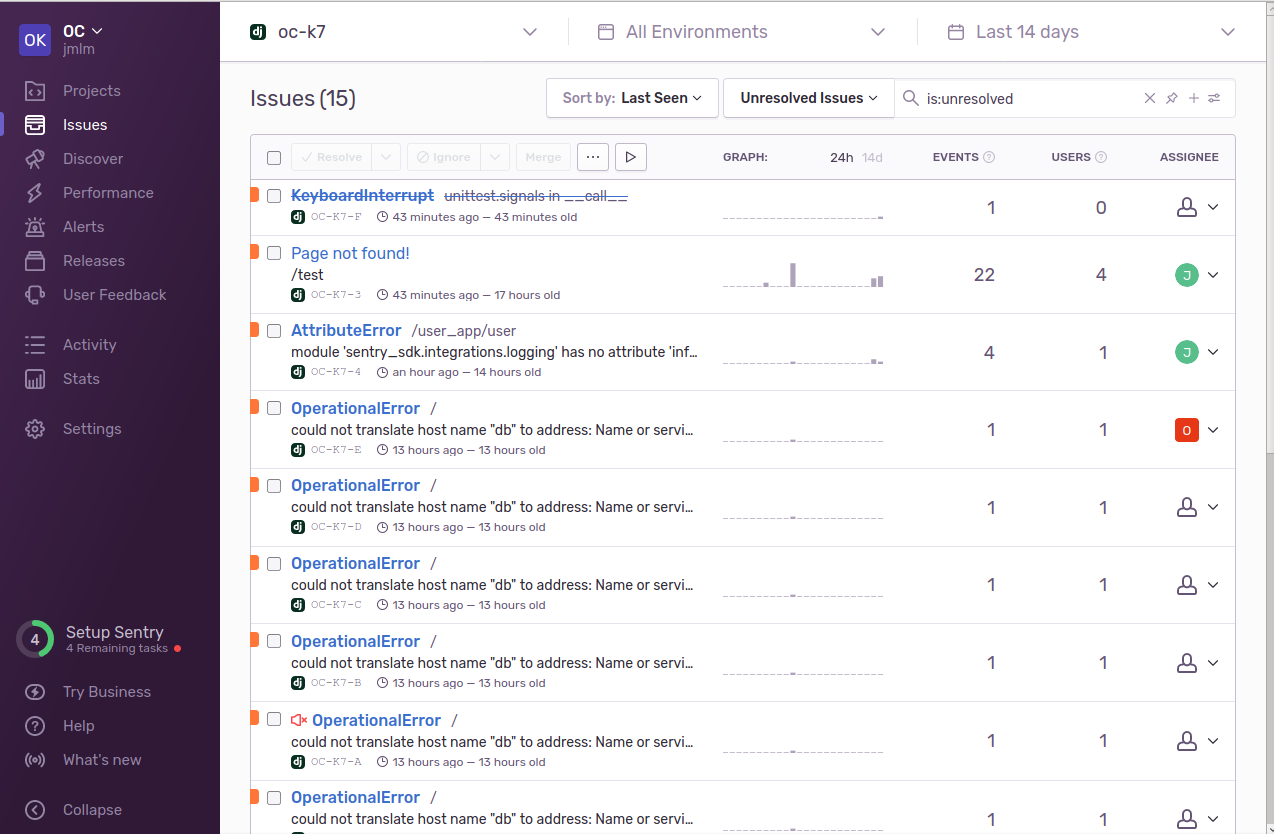 OK
OC
jmlm
Projects
Issues
Discover
Performance
Alerts
Releases
User Feedback
Activity
Stats
Settings
4
Setup Sentry
4 Remaining tasks
Try Business
Help
What's new
Collapse
dj oc-k7
All Environments
Last 14 days
Issues (15)
Sort by: Last Seen
Unresolved Issues
is:unresolved
Resolve
Ignore
Merge
GRAPH: 24h 14d
EVENTS ?
USERS ?
ASSIGNEE
KeyboardInterrupt unittest.signals in __call__
dj OC-K7-F 43 minutes ago — 43 minutes old
1 0
Page not found!
/test
dj OC-K7-3 43 minutes ago — 17 hours old
22 4 J
AttributeError /user_app/user
module 'sentry_sdk.integrations.logging' has no attribute 'inf…
dj OC-K7-4 an hour ago — 14 hours old
4 1 J
OperationalError /
could not translate host name "db" to address: Name or servi…
dj OC-K7-E 13 hours ago — 13 hours old
1 1 O
OperationalError /
could not translate host name "db" to address: Name or servi…
dj OC-K7-D 13 hours ago — 13 hours old
1 1
OperationalError /
could not translate host name "db" to address: Name or servi…
dj OC-K7-C 13 hours ago — 13 hours old
1 1
OperationalError /
could not translate host name "db" to address: Name or servi…
dj OC-K7-B 13 hours ago — 13 hours old
1 1
OperationalError /
could not translate host name "db" to address: Name or servi…
dj OC-K7-A 13 hours ago — 13 hours old
1 1
OperationalError /
could not translate host name "db" to address: Name or servi…
1 1